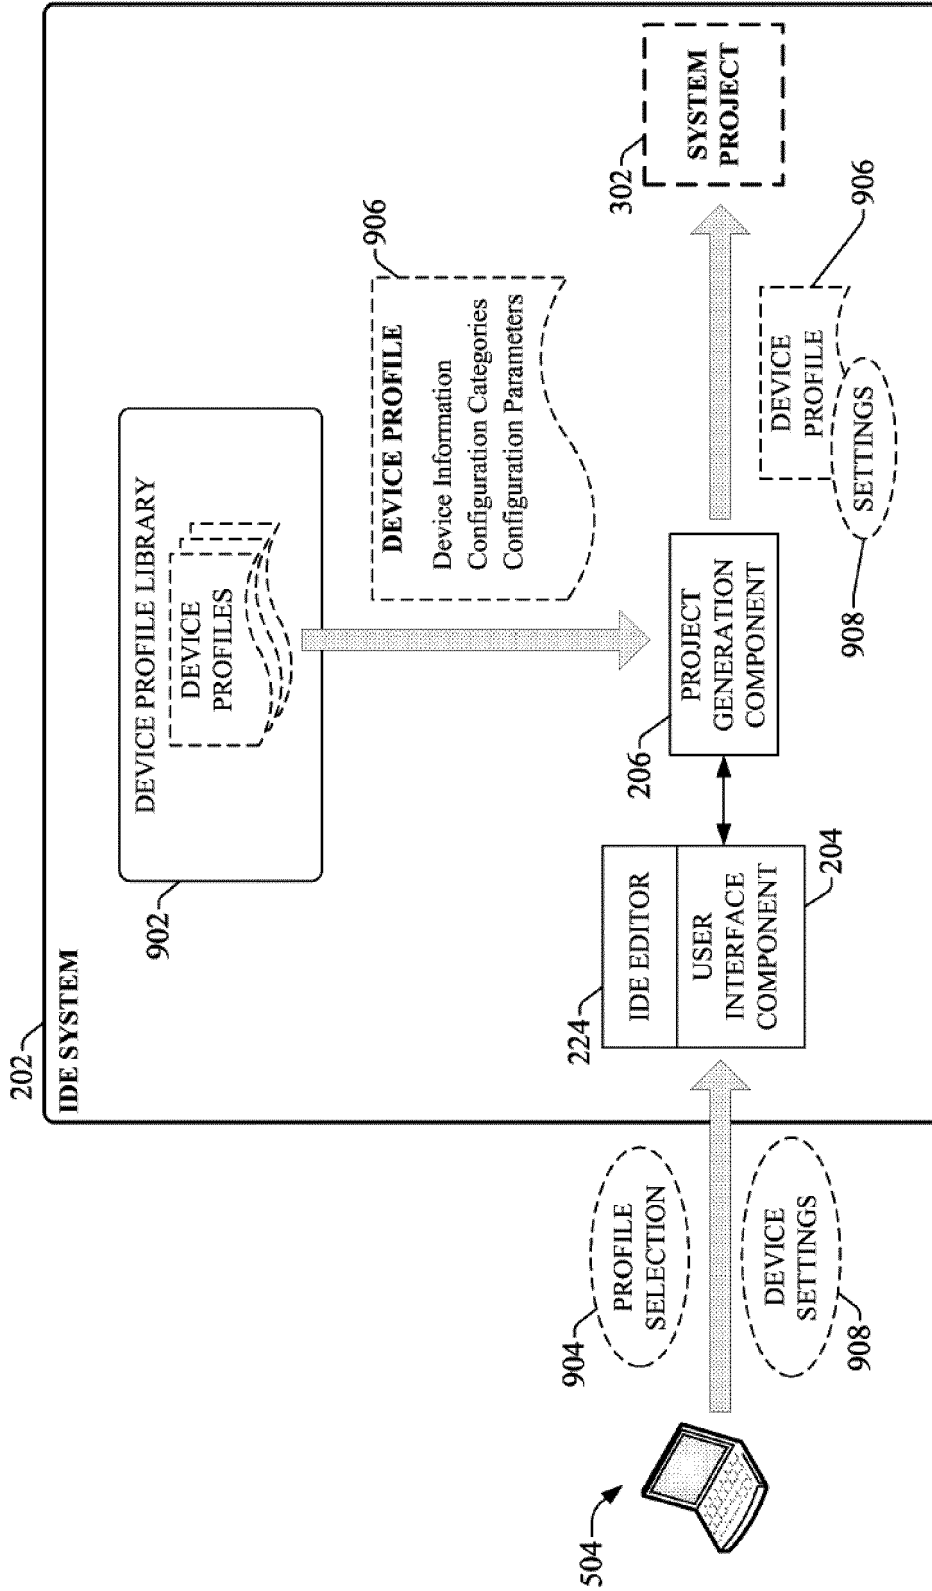 202
IDE SYSTEM
902
DEVICE PROFILE LIBRARY
DEVICE
PROFILES
906
DEVICE PROFILE
Device Information
Configuration Categories
Configuration Parameters
504
904
PROFILE
SELECTION
DEVICE
SETTINGS
908
224
IDE EDITOR
USER
INTERFACE
COMPONENT
204
206
PROJECT
GENERATION
COMPONENT
302
SYSTEM
PROJECT
DEVICE
PROFILE
906
SETTINGS
908